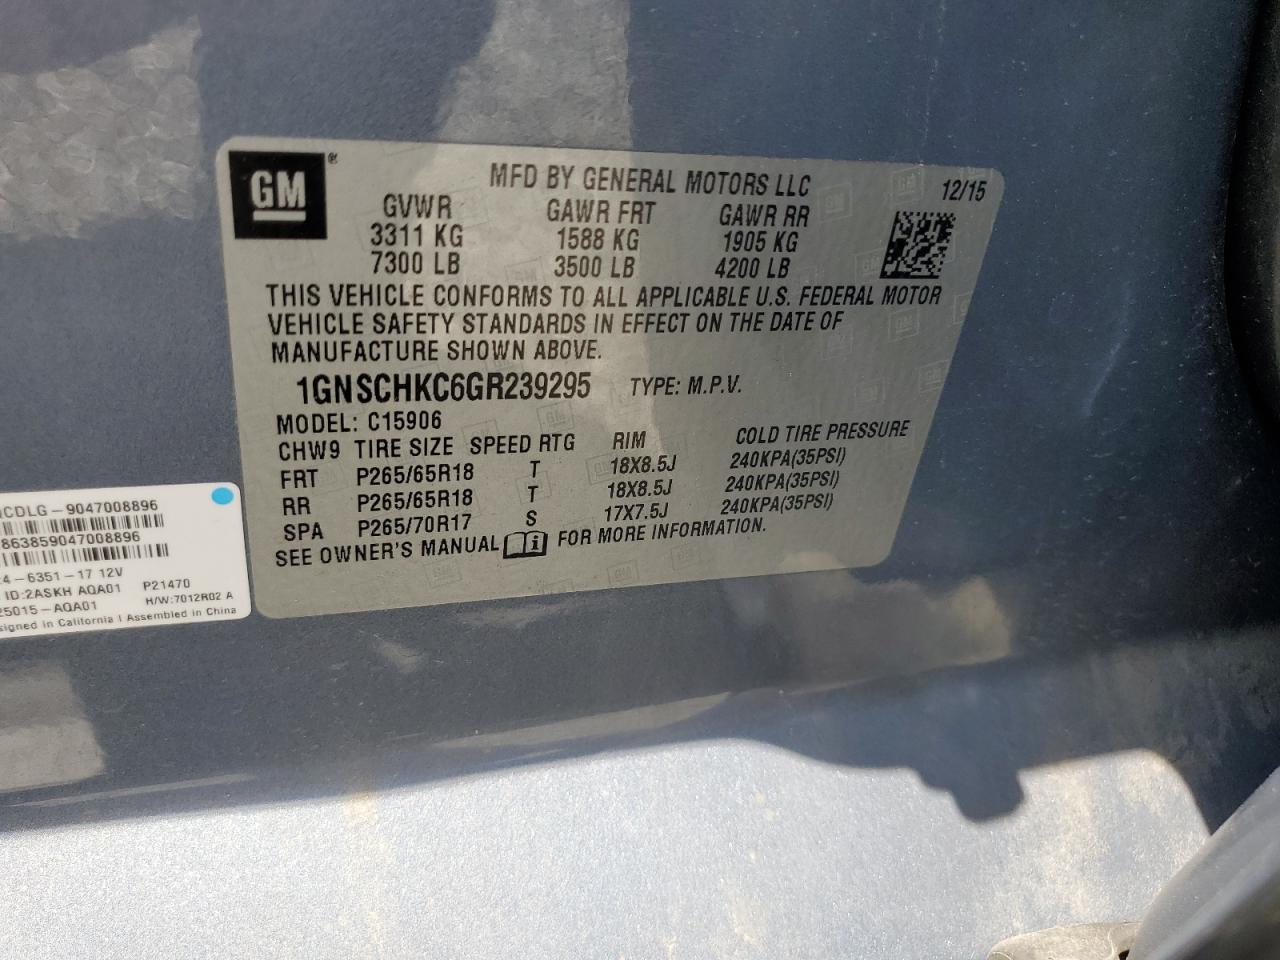 GM®
MFD BY GENERAL MOTORS LLC 12/15
GVWR GAWR FRT GAWR RR
3311 KG 1588 KG 1905 KG
7300 LB 3500 LB 4200 LB
THIS VEHICLE CONFORMS TO ALL APPLICABLE U.S. FEDERAL MOTOR
VEHICLE SAFETY STANDARDS IN EFFECT ON THE DATE OF
MANUFACTURE SHOWN ABOVE.
1GNSCHKC6GR239295 TYPE: M.P.V.
MODEL: C15906
CHW9 TIRE SIZE SPEED RTG RIM COLD TIRE PRESSURE
FRT P265/65R18 T 18X8.5J 240KPA(35PSI)
RR P265/65R18 T 18X8.5J 240KPA(35PSI)
SPA P265/70R17 S 17X7.5J 240KPA(35PSI)
SEE OWNER'S MANUAL i FOR MORE INFORMATION.
CDLG-9047008896
863859047008896
4-6351-17 12V
ID:2ASKH AQA01 P21470
25015-AQA01 H/W:7012R02 A
signed in California | Assembled in China